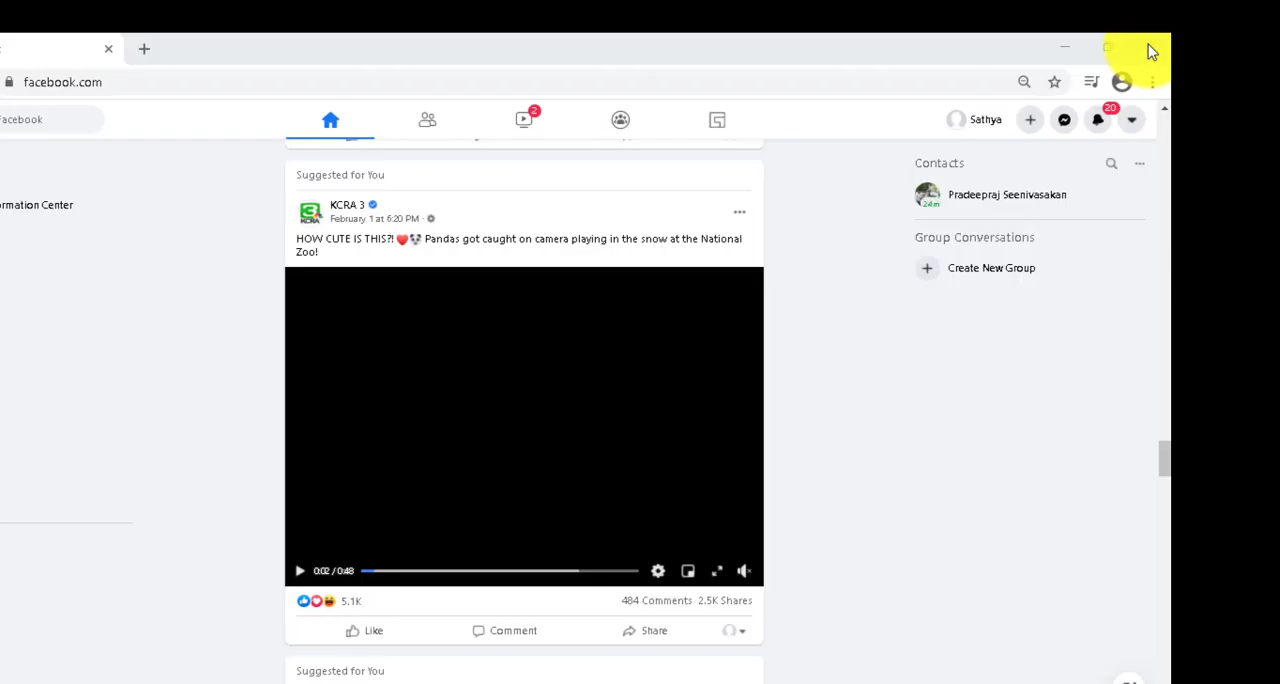 facebook.com
Facebook
2
Sathya
20
Suggested for You
Contacts
KCRA 3
February 1 at 6:20 PM ·
24m
Pradeepraj Seenivasakan
ormation Center
HOW CUTE IS THIS?! ❤️🐼 Pandas got caught on camera playing in the snow at the National
Zoo!
Group Conversations
Create New Group
0:02 / 0:48
5.1K
484 Comments 2.5K Shares
Like
Comment
Share
Suggested for You